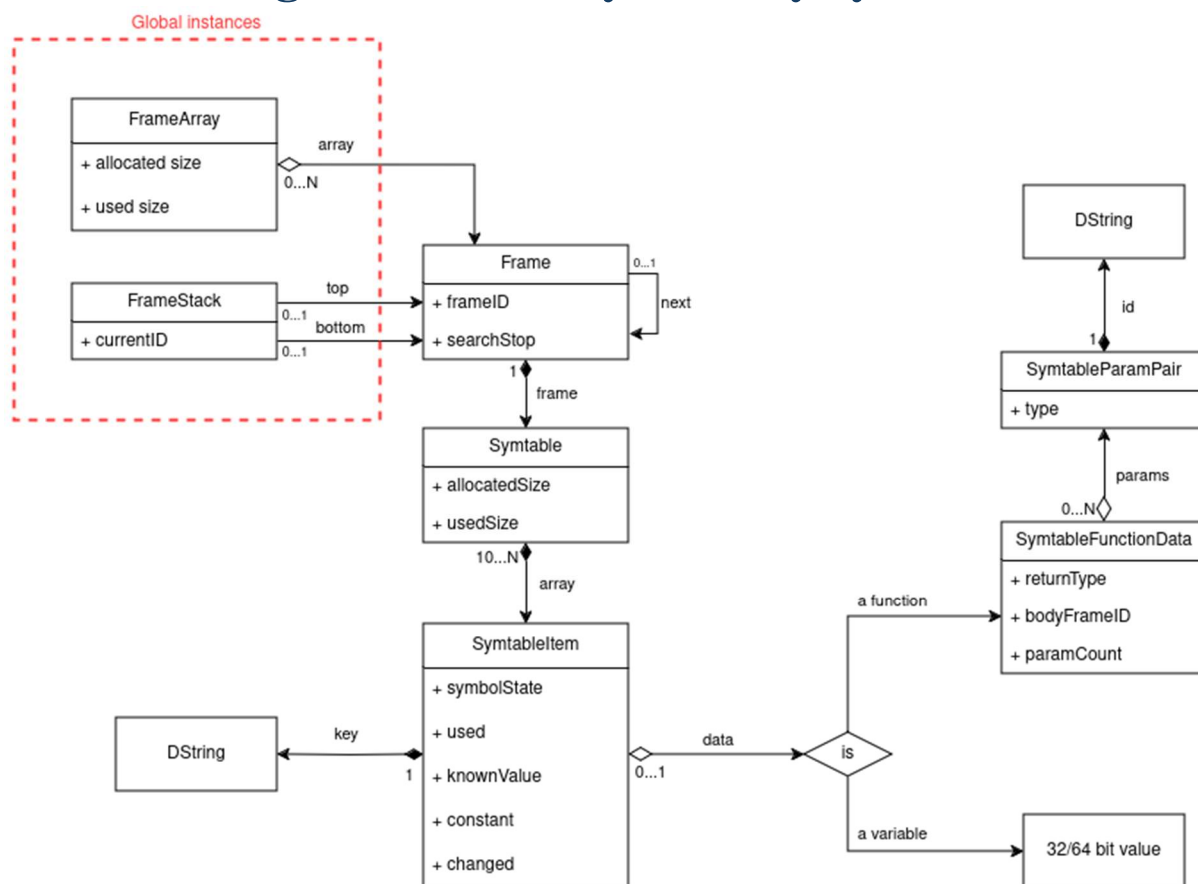 Global instances
FrameArray
+ allocated size
+ used size
array
0...N
FrameStack
+ currentID
top
0...1
bottom
0...1
Frame
+ frameID
+ searchStop
0...1
next
1
frame
Symtable
+ allocatedSize
+ usedSize
10...N
array
SymtableItem
+ symbolState
+ used
+ knownValue
+ constant
+ changed
key
1
DString
data
0...1
is
a function
a variable
32/64 bit value
DString
id
1
SymtableParamPair
+ type
params
0...N
SymtableFunctionData
+ returnType
+ bodyFrameID
+ paramCount